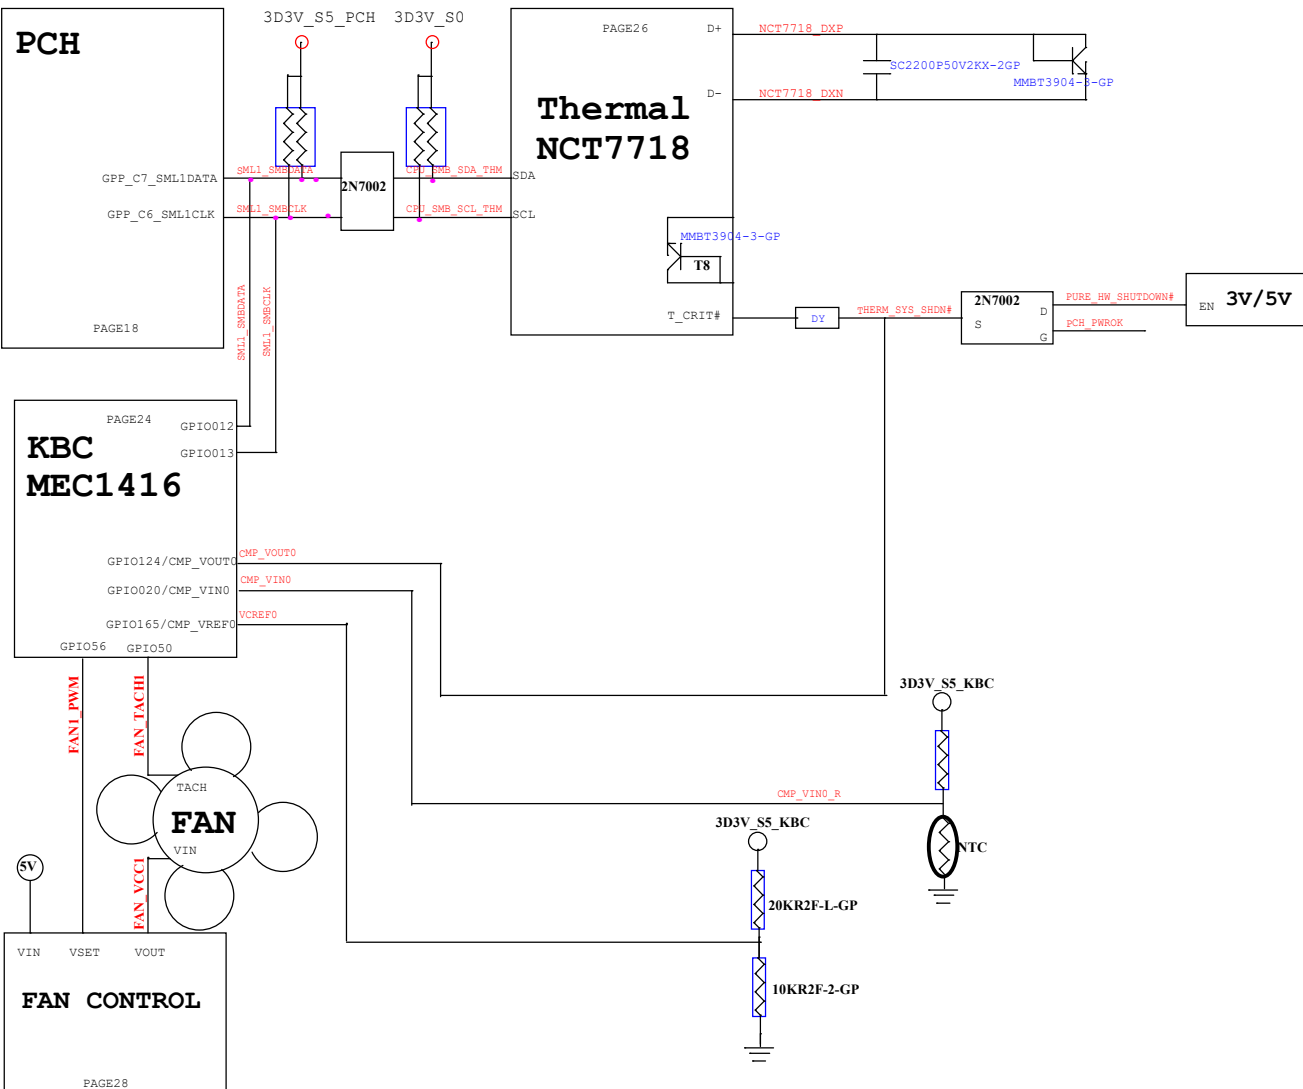 3D3V_S5_PCH
3D3V_S0
PCH
GPP_C7_SML1DATA
GPP_C6_SML1CLK
PAGE18
SML1_SMBDATA
SML1_SMBCLK
SML1_SMBDATA
SML1_SMBCLK
2N7002
CPU_SMB_SDA_THM
CPU_SMB_SCL_THM
PAGE26
D+
D-
Thermal
NCT7718
SDA
SCL
MMBT3904-3-GP
T8
T_CRIT#
NCT7718_DXP
NCT7718_DXN
SC2200P50V2KX-2GP
MMBT3904-3-GP
DY
THERM_SYS_SHDN#
2N7002
S
D
G
PURE_HW_SHUTDOWN#
PCH_PWROK
EN
3V/5V
PAGE24
GPIO012
GPIO013
KBC
MEC1416
GPIO124/CMP_VOUT0
GPIO020/CMP_VIN0
GPIO165/CMP_VREF0
GPIO56
GPIO50
CMP_VOUT0
CMP_VIN0
VCREF0
FAN1_PWM
FAN_TACH1
TACH
FAN
VIN
FAN_VCC1
5V
VIN
VSET
VOUT
FAN CONTROL
PAGE28
3D3V_S5_KBC
CMP_VIN0_R
NTC
3D3V_S5_KBC
20KR2F-L-GP
10KR2F-2-GP